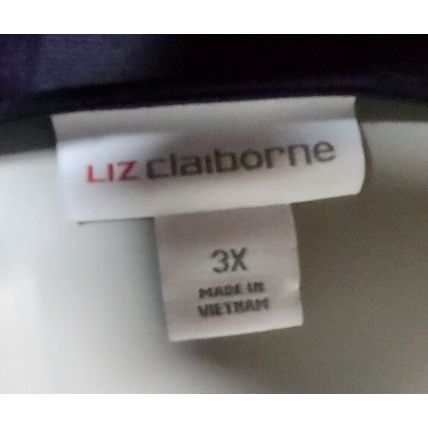 LIZ claiborne
3X
MADE IN
VIETNAM